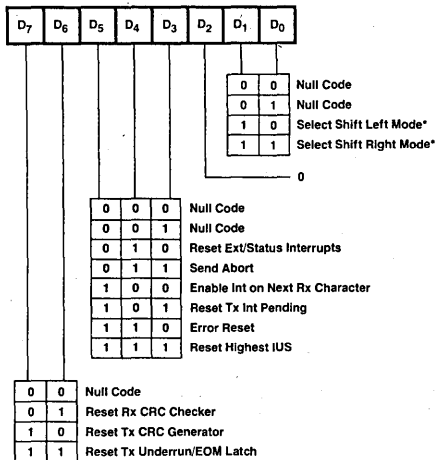 D7 D6 D5 D4 D3 D2 D1 D0
0 0 Null Code
0 1 Null Code
1 0 Select Shift Left Mode*
1 1 Select Shift Right Mode*
0
0 0 0 Null Code
0 0 1 Null Code
0 1 0 Reset Ext/Status Interrupts
0 1 1 Send Abort
1 0 0 Enable Int on Next Rx Character
1 0 1 Reset Tx Int Pending
1 1 0 Error Reset
1 1 1 Reset Highest IUS
0 0 Null Code
0 1 Reset Rx CRC Checker
1 0 Reset Tx CRC Generator
1 1 Reset Tx Underrun/EOM Latch